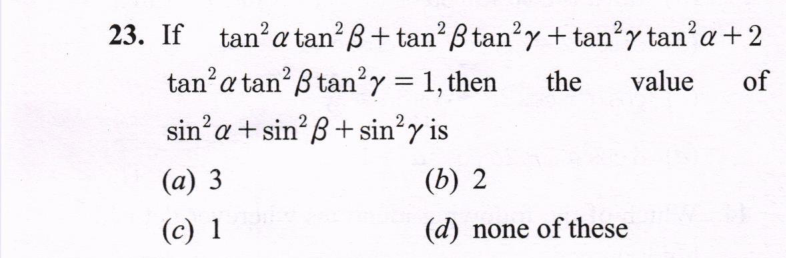 23. If tan²α tan²β + tan²β tan²γ + tan²γ tan²α + 2
tan²α tan²β tan²γ = 1, then the value of
sin²α + sin²β + sin²γ is
(a) 3 (b) 2
(c) 1 (d) none of these